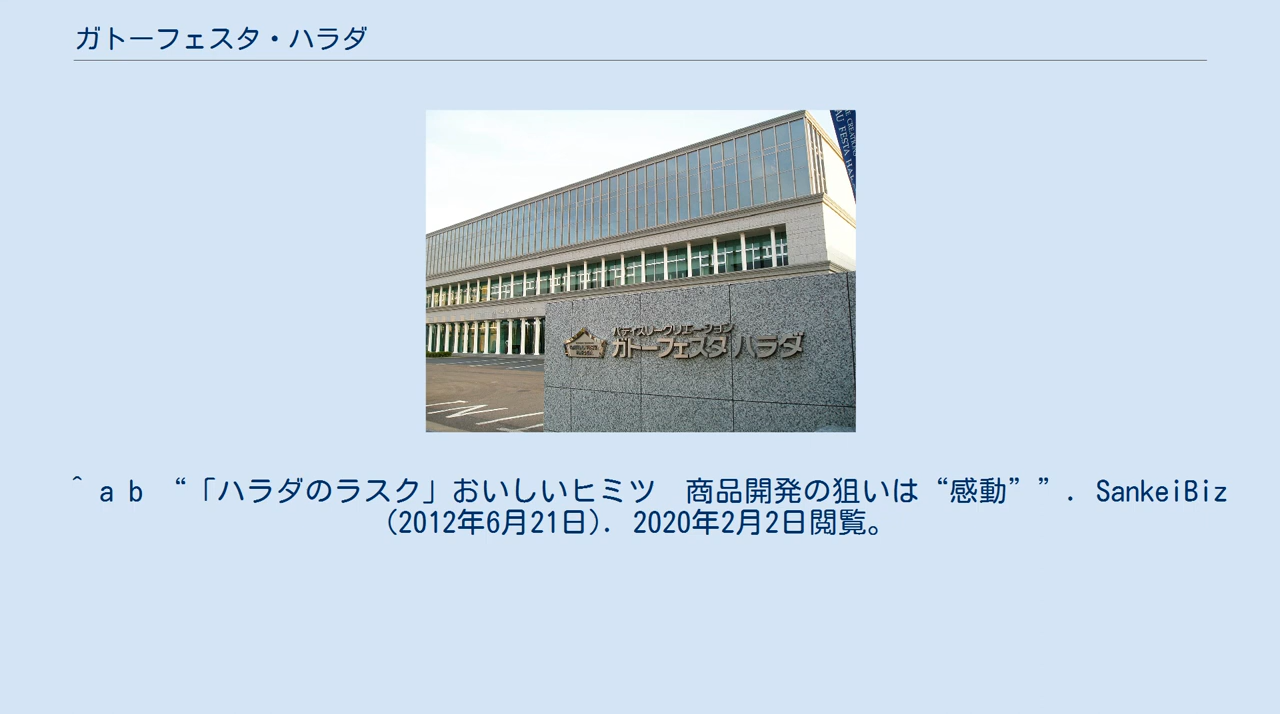 ガトーフェスタ・ハラダ
パティスリークリエーション
ガトーフェスタ ハラダ
^ a b “「ハラダのラスク」おいしいヒミツ　商品開発の狙いは“感動””. SankeiBiz
(2012年6月21日). 2020年2月2日閲覧。